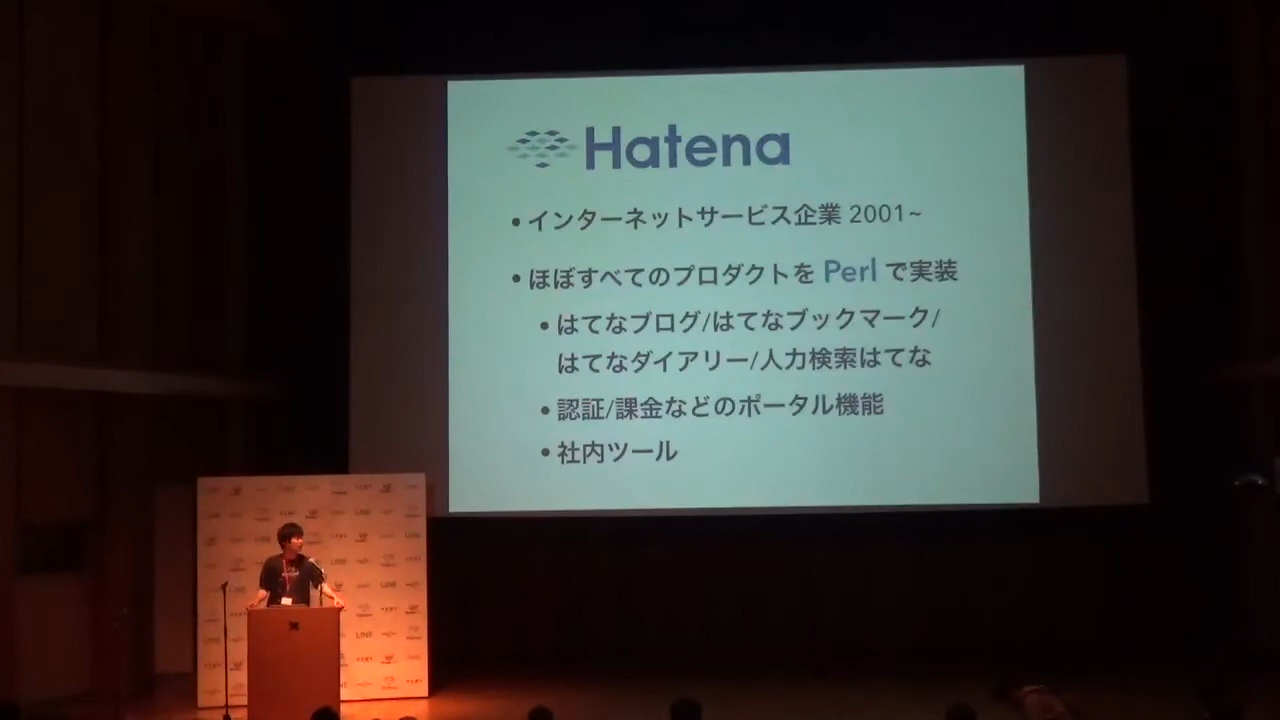 Hatena
• インターネットサービス企業 2001~
• ほぼすべてのプロダクトを Perl で実装
• はてなブログ/はてなブックマーク/
はてなダイアリー/人力検索はてな
• 認証/課金などのポータル機能
• 社内ツール
LINE